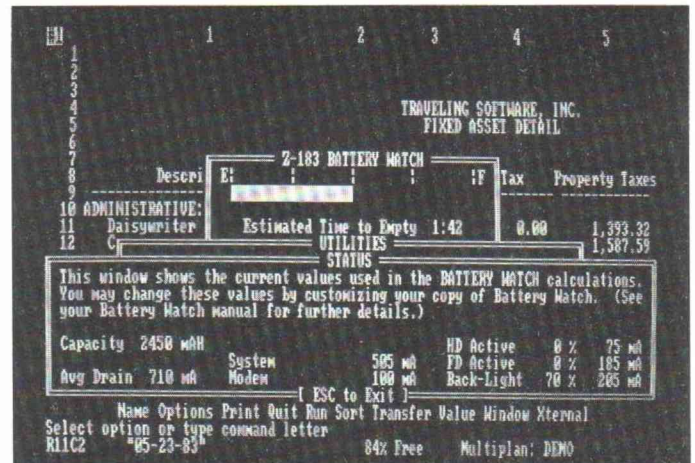 #1 1 2 3 4 5
1
2
3
4 TRAVELING SOFTWARE, INC.
5 FIXED ASSET DETAIL
6
7 Z-183 BATTERY WATCH
8 Descri E F Tax Property Taxes
9
10 ADMINISTRATIVE:
11 Daisywriter Estimated Time to Empty 1:42 0.00 1,393.32
12 C UTILITIES 1,587.59
STATUS
This window shows the current values used in the BATTERY WATCH calculations.
You may change these values by customizing your copy of Battery Watch. (See
your Battery Watch manual for further details.)
Capacity 2450 mAH HD Active 0 % 75 mA
System 505 mA FD Active 0 % 185 mA
Avg Drain 710 mA Modem 100 mA Back-Light 70 % 205 mA
[ ESC to Exit ]
Name Options Print Quit Run Sort Transfer Value Window Xternal
Select option or type command letter
R11C2 "05-23-83" 84% Free Multiplan: DEMO